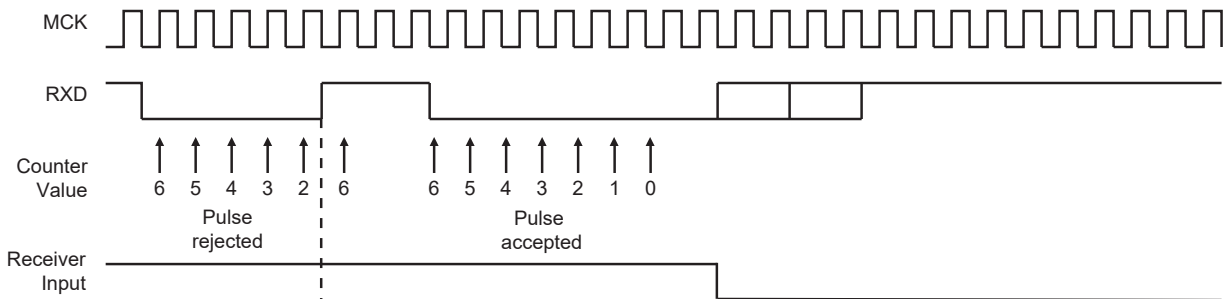 MCK
RXD
Counter
Value
6 5 4 3 2 6 6 5 4 3 2 1 0
Pulse
rejected
Pulse
accepted
Receiver
Input